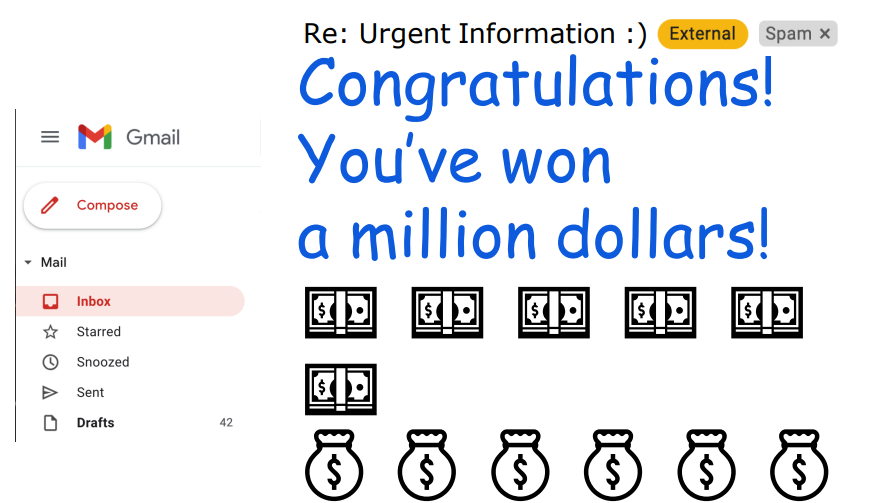 Re: Urgent Information :) External Spam ×
Congratulations!
You've won
a million dollars!
Gmail
Compose
Mail
Inbox
Starred
Snoozed
Sent
Drafts 42
$ $ $ $ $
$
$ $ $ $ $ $